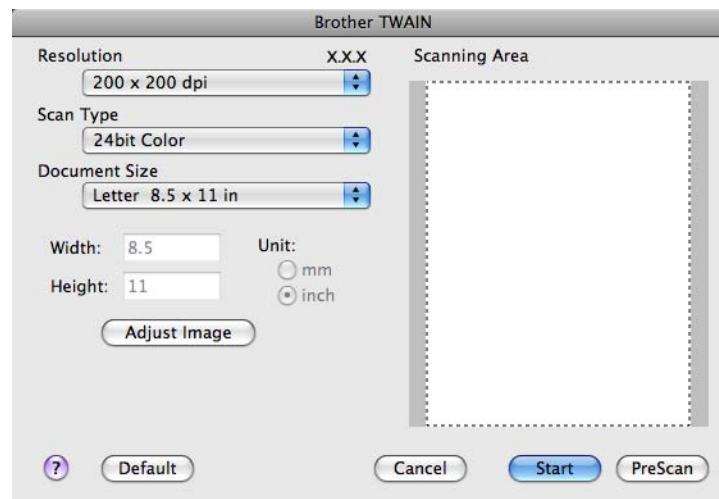 Brother TWAIN
Resolution X.X.X
200 x 200 dpi
Scan Type
24bit Color
Document Size
Letter 8.5 x 11 in
Width: 8.5
Height: 11
Unit:
mm
inch
Adjust Image
Scanning Area
? Default Cancel Start PreScan